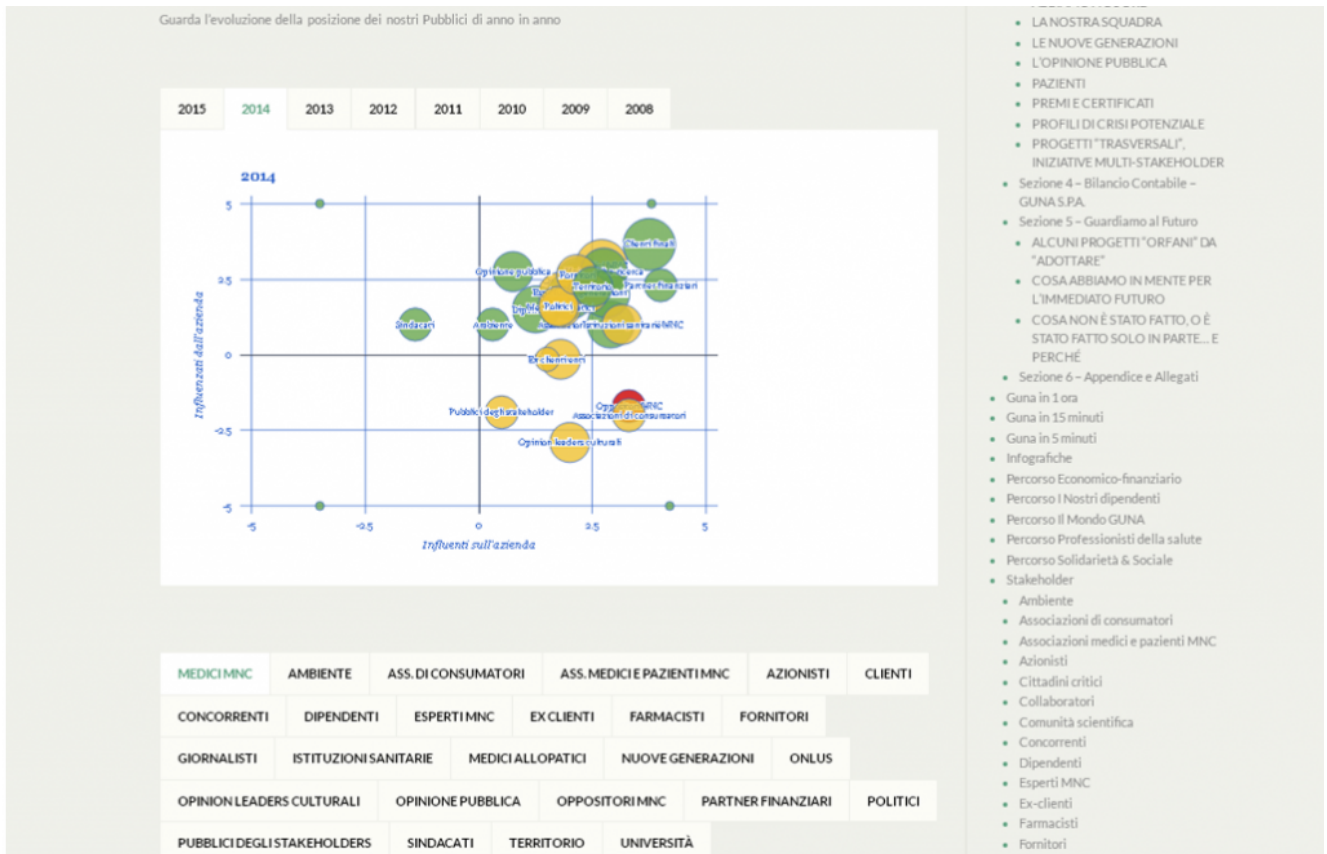 Guarda l'evoluzione della posizione dei nostri Pubblici di anno in anno
2015 2014 2013 2012 2011 2010 2009 2008
2014
5
Clienti finali
Opinione pubblica
Partner finanziari
2.5
Territorio
Politici
Sindacati
Ambiente
Influenzati dall'azienda
0
Ex clienti
Pubblici degli stakeholder
Associazioni di consumatori
-2.5
Opinion leaders culturali
-5
-5 -2.5 0 2.5 5
Influenti sull'azienda
MEDICI MNC AMBIENTE ASS. DI CONSUMATORI ASS. MEDICI E PAZIENTI MNC AZIONISTI CLIENTI
CONCORRENTI DIPENDENTI ESPERTI MNC EX CLIENTI FARMACISTI FORNITORI
GIORNALISTI ISTITUZIONI SANITARIE MEDICI ALLOPATICI NUOVE GENERAZIONI ONLUS
OPINION LEADERS CULTURALI OPINIONE PUBBLICA OPPOSITORI MNC PARTNER FINANZIARI POLITICI
PUBBLICI DEGLI STAKEHOLDERS SINDACATI TERRITORIO UNIVERSITÀ
LA NOSTRA SQUADRA
LE NUOVE GENERAZIONI
L'OPINIONE PUBBLICA
PAZIENTI
PREMI E CERTIFICATI
PROFILI DI CRISI POTENZIALE
PROGETTI "TRASVERSALI",
INIZIATIVE MULTI-STAKEHOLDER
Sezione 4 – Bilancio Contabile –
GUNA S.P.A.
Sezione 5 – Guardiamo al Futuro
ALCUNI PROGETTI "ORFANI" DA
"ADOTTARE"
COSA ABBIAMO IN MENTE PER
L'IMMEDIATO FUTURO
COSA NON È STATO FATTO, O È
STATO FATTO SOLO IN PARTE… E
PERCHÉ
Sezione 6 – Appendice e Allegati
Guna in 1 ora
Guna in 15 minuti
Guna in 5 minuti
Infografiche
Percorso Economico-finanziario
Percorso I Nostri dipendenti
Percorso Il Mondo GUNA
Percorso Professionisti della salute
Percorso Solidarietà & Sociale
Stakeholder
Ambiente
Associazioni di consumatori
Associazioni medici e pazienti MNC
Azionisti
Cittadini critici
Collaboratori
Comunità scientifica
Concorrenti
Dipendenti
Esperti MNC
Ex-clienti
Farmacisti
Fornitori